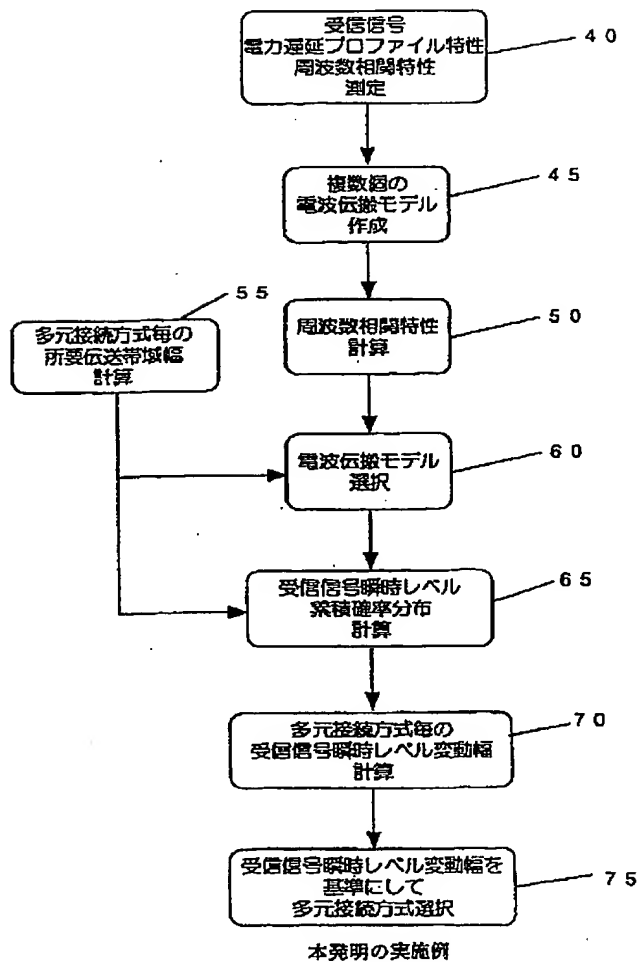 受信信号
電力遅延プロファイル特性
周波数相関特性
測定
40
複数個の
電波伝搬モデル
作成
45
55
多元接続方式毎の
所要伝送帯域幅
計算
周波数相関特性
計算
50
電波伝搬モデル
選択
60
受信信号瞬時レベル
累積確率分布
計算
65
多元接続方式毎の
受信信号瞬時レベル変動幅
計算
70
受信信号瞬時レベル変動幅を
基準にして
多元接続方式選択
75
本発明の実施例